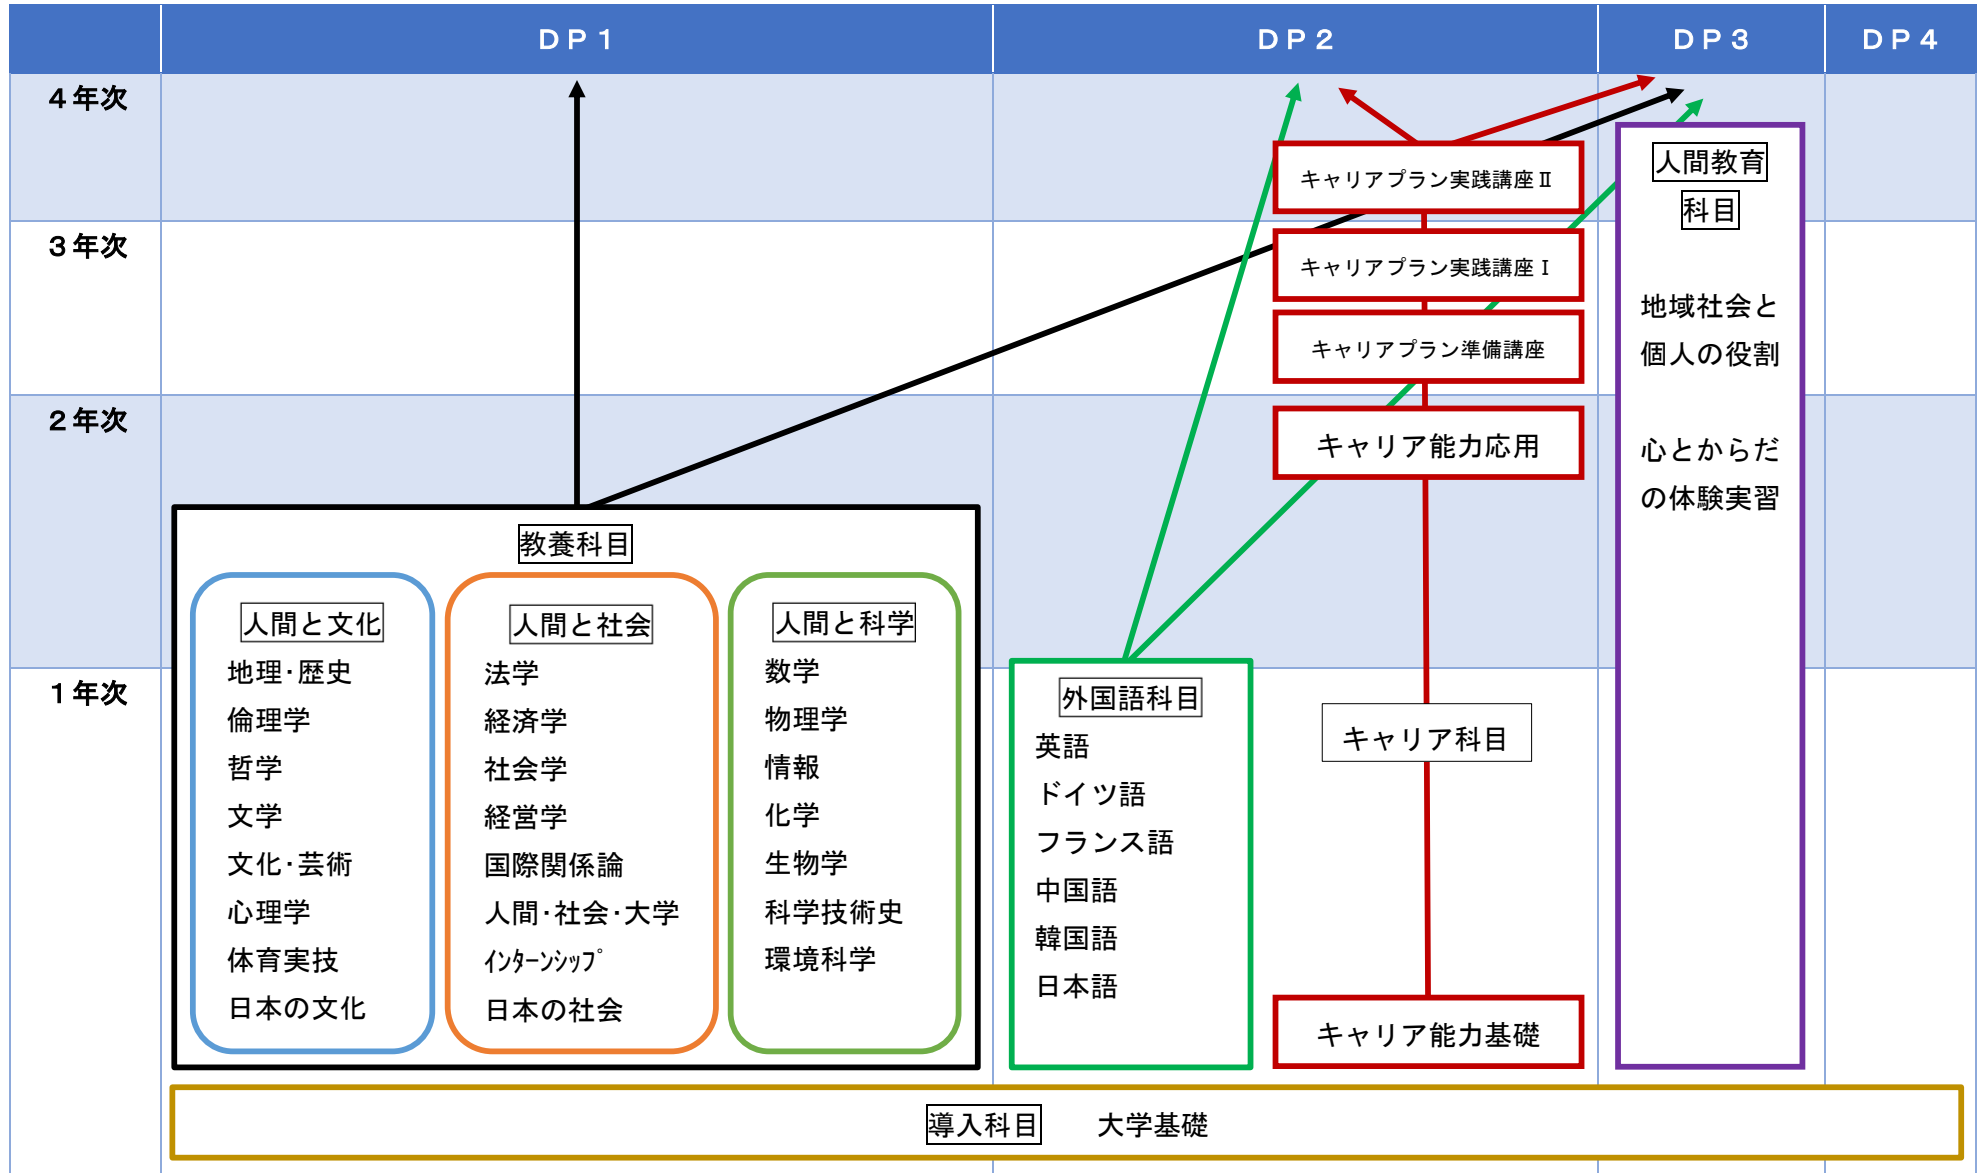 ＤＰ１
ＤＰ２
ＤＰ３
ＤＰ４
４年次
３年次
２年次
１年次
教養科目
人間と文化
地理・歴史
倫理学
哲学
文学
文化・芸術
心理学
体育実技
日本の文化
人間と社会
法学
経済学
社会学
経営学
国際関係論
人間・社会・大学
ｲﾝﾀｰﾝｼｯﾌﾟ
日本の社会
人間と科学
数学
物理学
情報
化学
生物学
科学技術史
環境科学
外国語科目
英語
ドイツ語
フランス語
中国語
韓国語
日本語
キャリアプラン実践講座Ⅱ
キャリアプラン実践講座Ⅰ
キャリアプラン準備講座
キャリア能力応用
キャリア科目
キャリア能力基礎
人間教育
科目
地域社会と
個人の役割
心とからだ
の体験実習
導入科目　　大学基礎